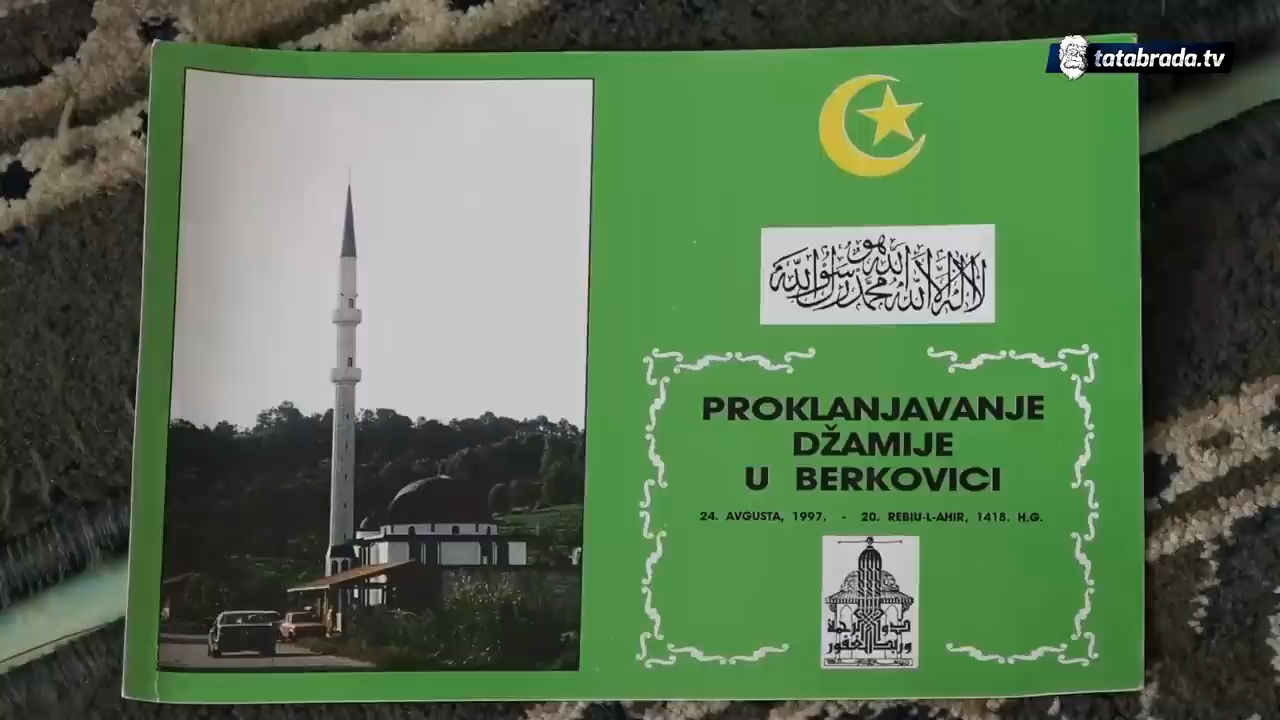 tatabrada.tv
لا إله إلا الله محمد رسول الله
PROKLANJAVANJE
DŽAMIJE
U BERKOVICI
24. AVGUSTA, 1997. - 20. REBIU-L-AHIR, 1418. H.G.